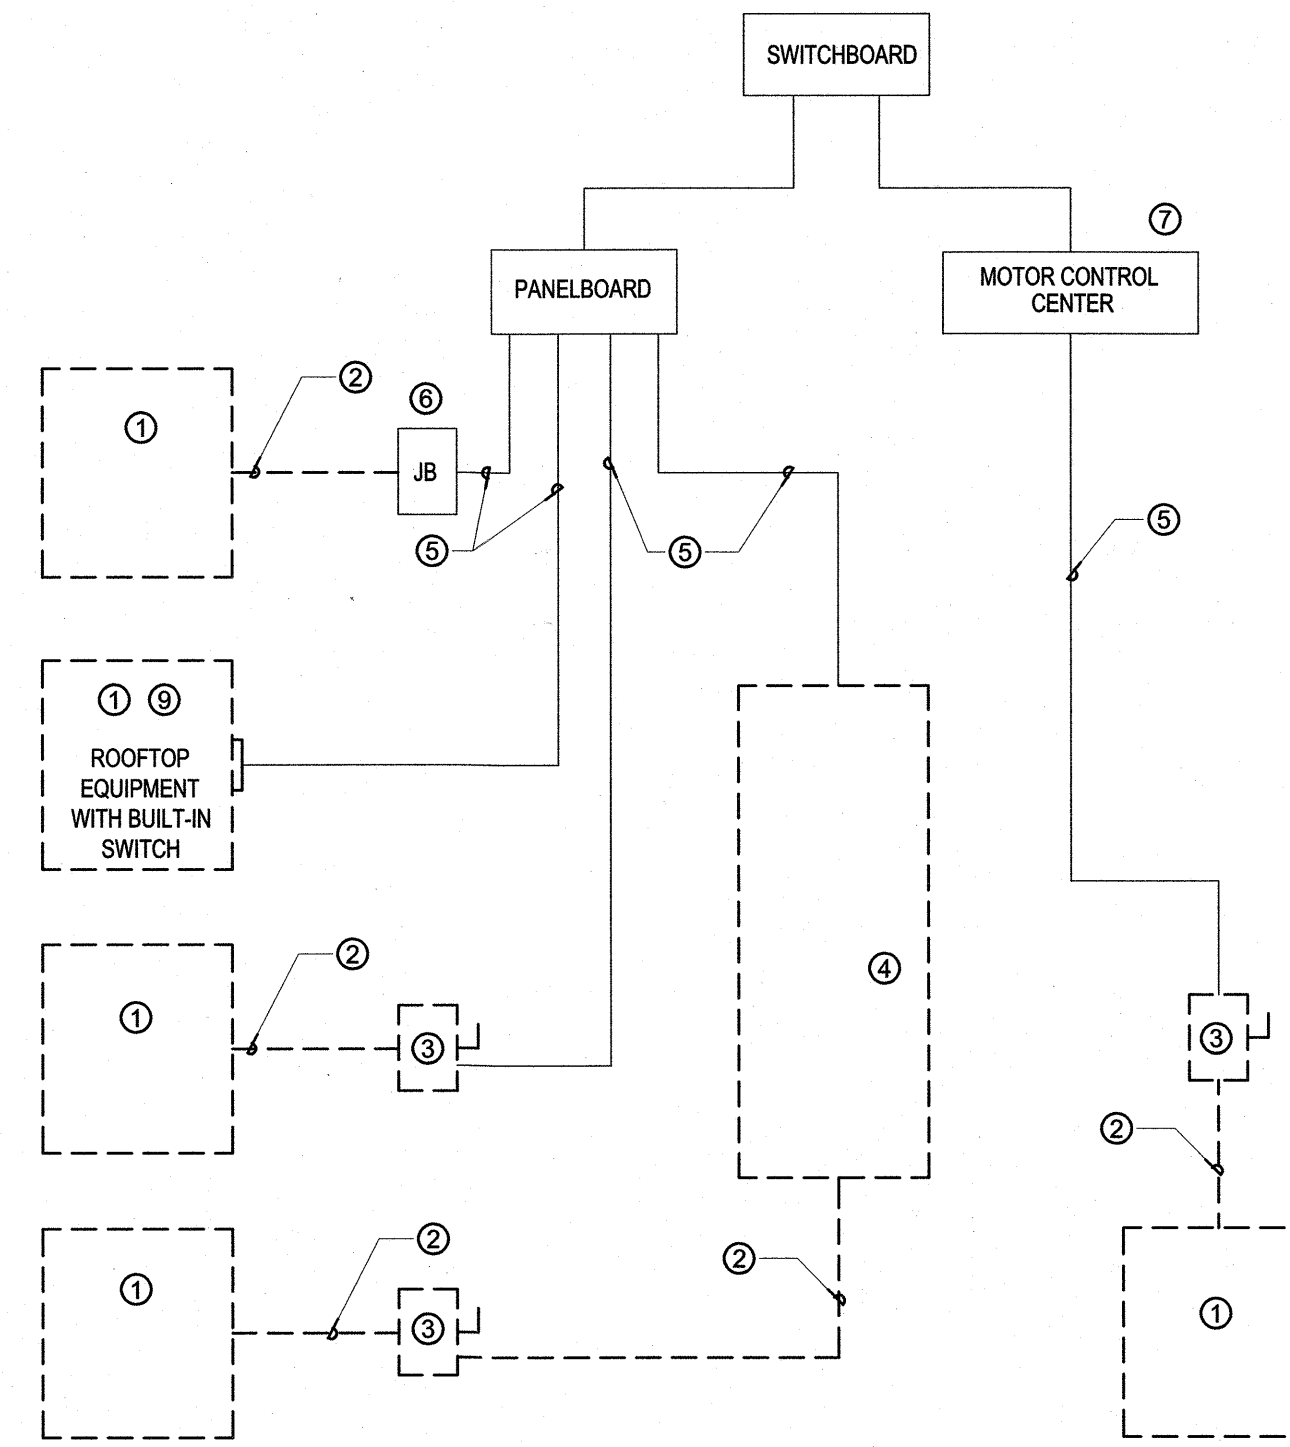 SWITCHBOARD
7
PANELBOARD
MOTOR CONTROL
CENTER
2
6
1
JB
5
5
5
1 9
ROOFTOP
EQUIPMENT
WITH BUILT-IN
SWITCH
2
4
1
3
3
2
2
2
1
3
1